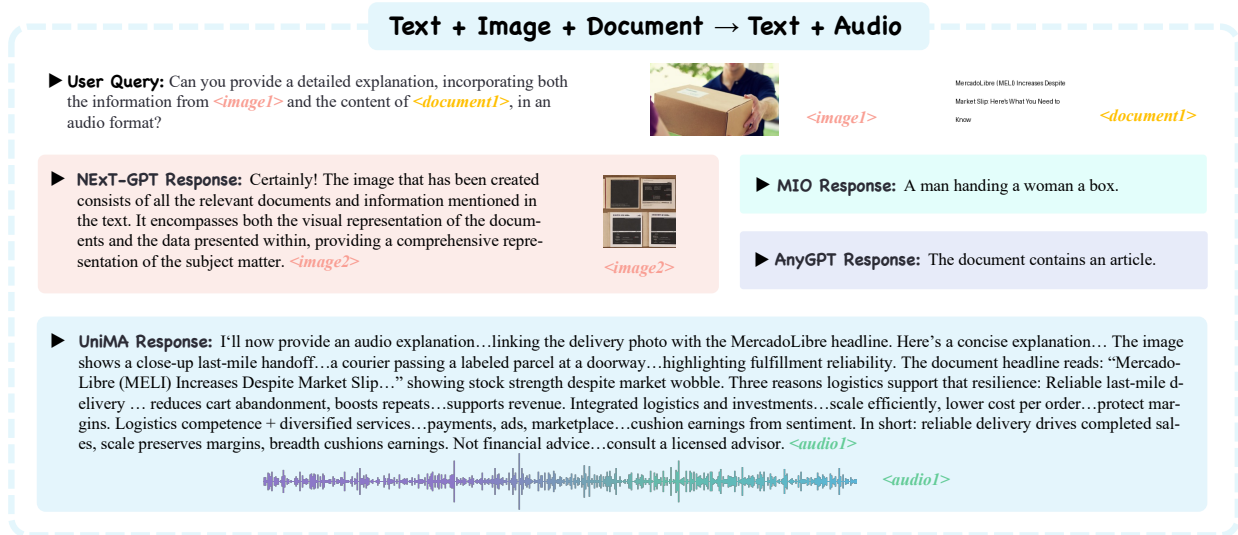 Text + Image + Document → Text + Audio
▶ User Query: Can you provide a detailed explanation, incorporating both
the information from <image1> and the content of <document1>, in an
audio format?
<image1>
MercadoLibre (MELI) Increases Despite
Market Slip: Here's What You Need to
Know
<document1>
▶ NExT-GPT Response: Certainly! The image that has been created
consists of all the relevant documents and information mentioned in
the text. It encompasses both the visual representation of the docum-
ents and the data presented within, providing a comprehensive repre-
sentation of the subject matter. <image2>
<image2>
▶ MIO Response: A man handing a woman a box.
▶ AnyGPT Response: The document contains an article.
▶ UniMA Response: I'll now provide an audio explanation…linking the delivery photo with the MercadoLibre headline. Here's a concise explanation… The image
shows a close-up last-mile handoff…a courier passing a labeled parcel at a doorway…highlighting fulfillment reliability. The document headline reads: “Mercado-
Libre (MELI) Increases Despite Market Slip…” showing stock strength despite market wobble. Three reasons logistics support that resilience: Reliable last-mile d-
elivery … reduces cart abandonment, boosts repeats…supports revenue. Integrated logistics and investments…scale efficiently, lower cost per order…protect mar-
gins. Logistics competence + diversified services…payments, ads, marketplace…cushion earnings from sentiment. In short: reliable delivery drives completed sal-
es, scale preserves margins, breadth cushions earnings. Not financial advice…consult a licensed advisor. <audio1>
<audio1>